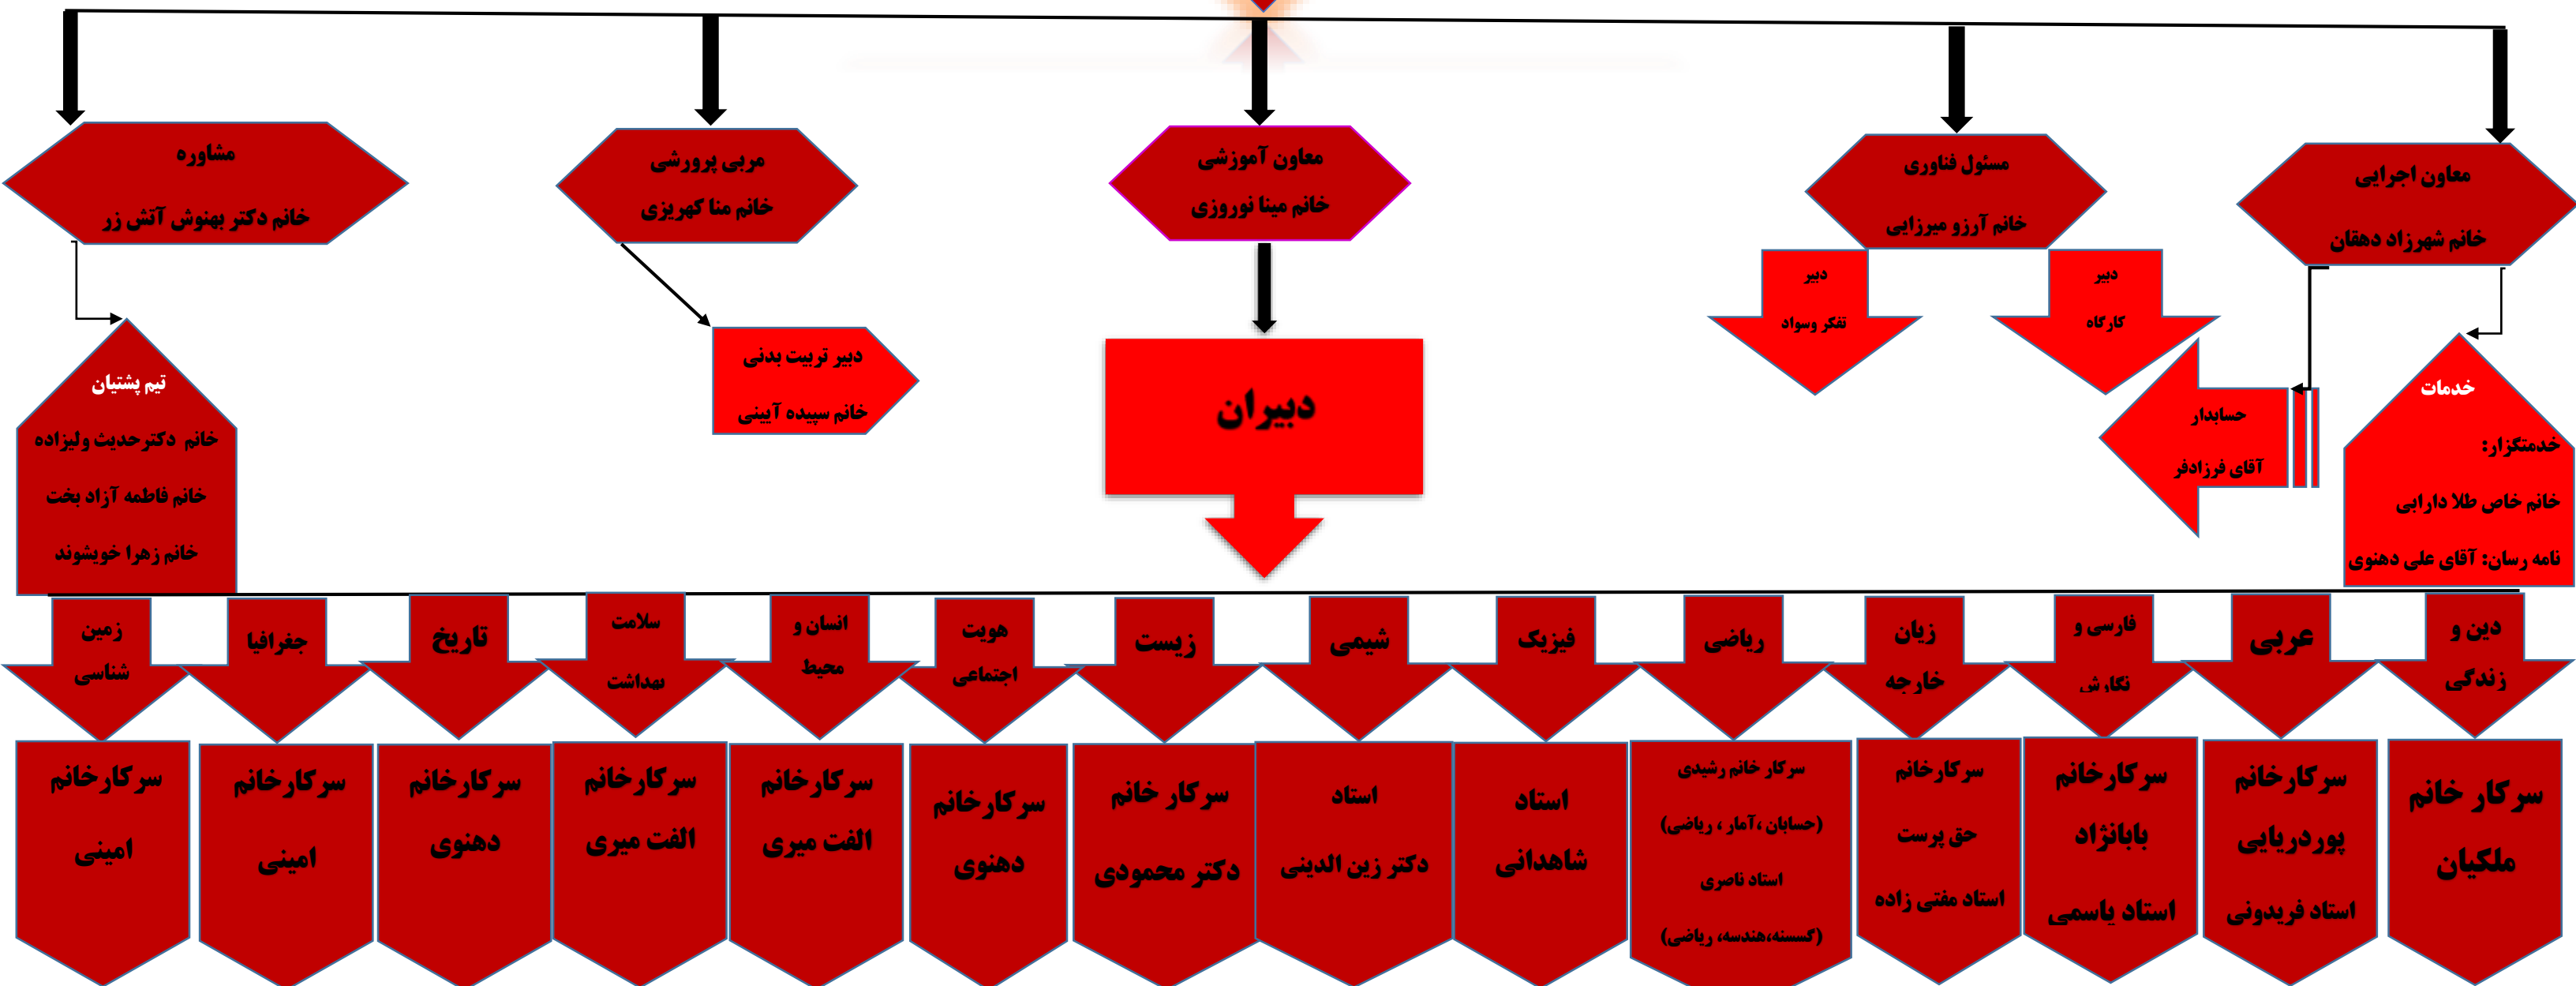 معاون اجرایی
خانم شهرزاد دهقان
مسئول فناوری
خانم آرزو میرزایی
معاون آموزشی
خانم مینا نوروزی
مربی پرورشی
خانم منا کهریزی
مشاوره
خانم دکتر بهنوش آتش زر
خدمات
خدمتگزار:
خانم خاص طلا دارابی
نامه رسان: آقای علی دهنوی
حسابدار
آقای فرزادفر
دبیر
کارگاه
دبیر
تفکر وسواد
دبیران
دبیر تربیت بدنی
خانم سپیده آیینی
تیم پشتیان
خانم دکترحدیث ولیزاده
خانم فاطمه آزاد بخت
خانم زهرا خویشوند
دین و
زندگی
عربی
فارسی و
نگارش
زبان
خارجه
ریاضی
فیزیک
شیمی
زیست
هویت
اجتماعی
انسان و
محیط
سلامت
بهداشت
تاریخ
جغرافیا
زمین
شناسی
سرکار خانم
ملکیان
سرکارخانم
پوردریایی
استاد فریدونی
سرکارخانم
بابانژاد
استاد یاسمی
سرکارخانم
حق پرست
استاد مفتی زاده
سرکار خانم رشیدی
(حسابان ،آمار ، ریاضی)
استاد ناصری
(گسسته،هندسه، ریاضی)
استاد
شاهدانی
استاد
دکتر زین الدینی
سرکار خانم
دکتر محمودی
سرکارخانم
دهنوی
سرکارخانم
الفت میری
سرکارخانم
الفت میری
سرکارخانم
دهنوی
سرکارخانم
امینی
سرکارخانم
امینی